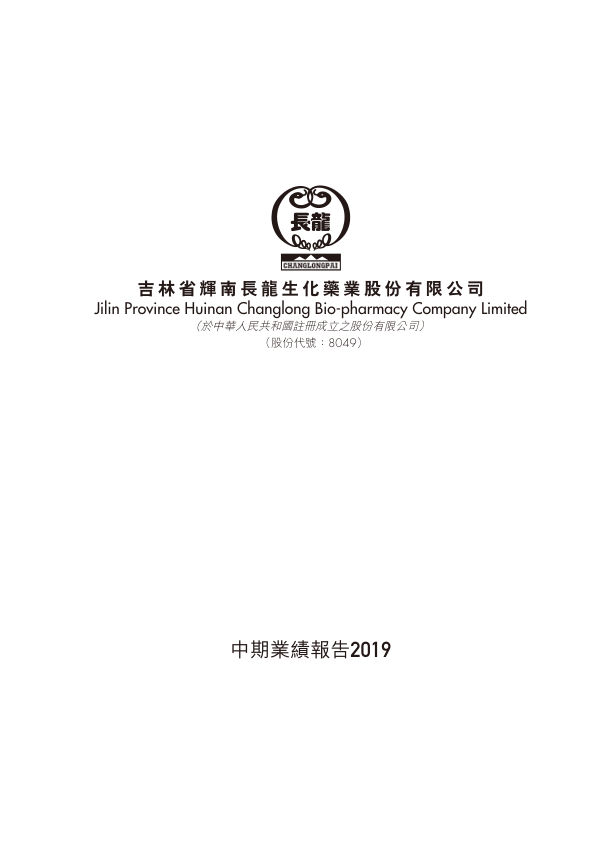 長龍
CHANGLONGPAI
吉林省輝南長龍生化藥業股份有限公司
Jilin Province Huinan Changlong Bio-pharmacy Company Limited
（於中華人民共和國註冊成立之股份有限公司）
（股份代號：8049）
中期業績報告2019